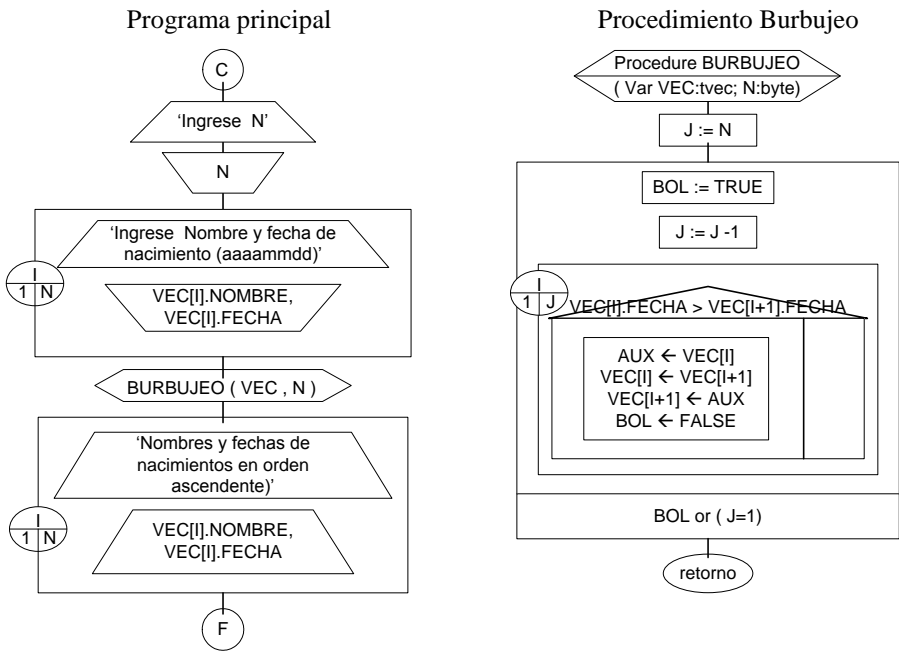 Programa principal
C
'Ingrese N'
N
I
1 N
'Ingrese Nombre y fecha de
nacimiento (aaaammdd)'
VEC[I].NOMBRE,
VEC[I].FECHA
BURBUJEO ( VEC , N )
I
1 N
'Nombres y fechas de
nacimientos en orden
ascendente)'
VEC[I].NOMBRE,
VEC[I].FECHA
F
Procedimiento Burbujeo
Procedure BURBUJEO
( Var VEC:tvec; N:byte)
J := N
BOL := TRUE
J := J -1
I
1 J
VEC[I].FECHA > VEC[I+1].FECHA
AUX ← VEC[I]
VEC[I] ← VEC[I+1]
VEC[I+1] ← AUX
BOL ← FALSE
BOL or ( J=1)
retorno